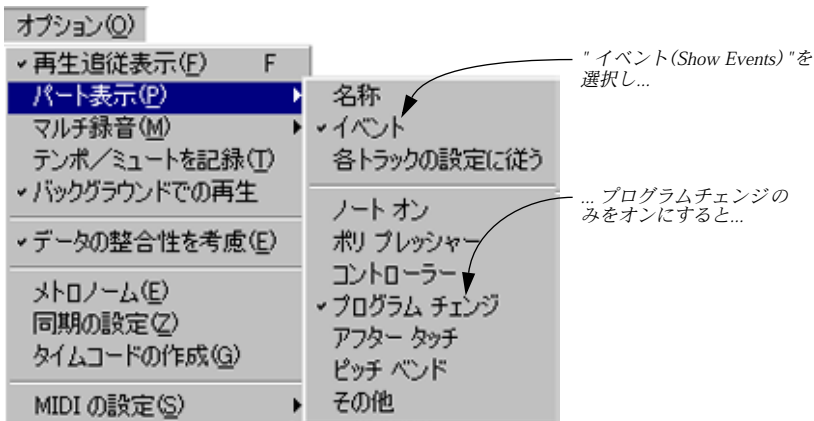 オプション(O)
✓再生追従表示(F) F
パート表示(P)
マルチ録音(M)
テンポ／ミュートを記録(T)
✓バックグラウンドでの再生
✓データの整合性を考慮(E)
メトロノーム(E)
同期の設定(Z)
タイムコードの作成(G)
MIDI の設定(S)
名称
✓イベント
各トラックの設定に従う
ノート オン
ポリ プレッシャー
コントローラー
✓プログラム チェンジ
アフター タッチ
ピッチ ベンド
その他
" イベント(Show Events) "を
選択し...
... プログラムチェンジの
みをオンにすると...